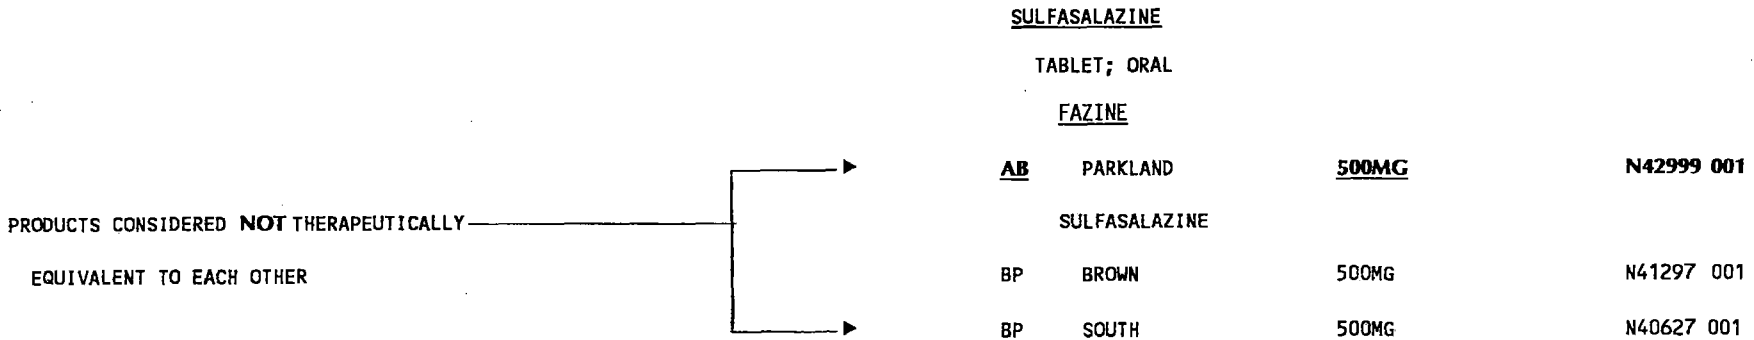 SULFASALAZINE
TABLET; ORAL
FAZINE
AB PARKLAND 500MG N42999 001
PRODUCTS CONSIDERED NOT THERAPEUTICALLY SULFASALAZINE
EQUIVALENT TO EACH OTHER BP BROWN 500MG N41297 001
BP SOUTH 500MG N40627 001